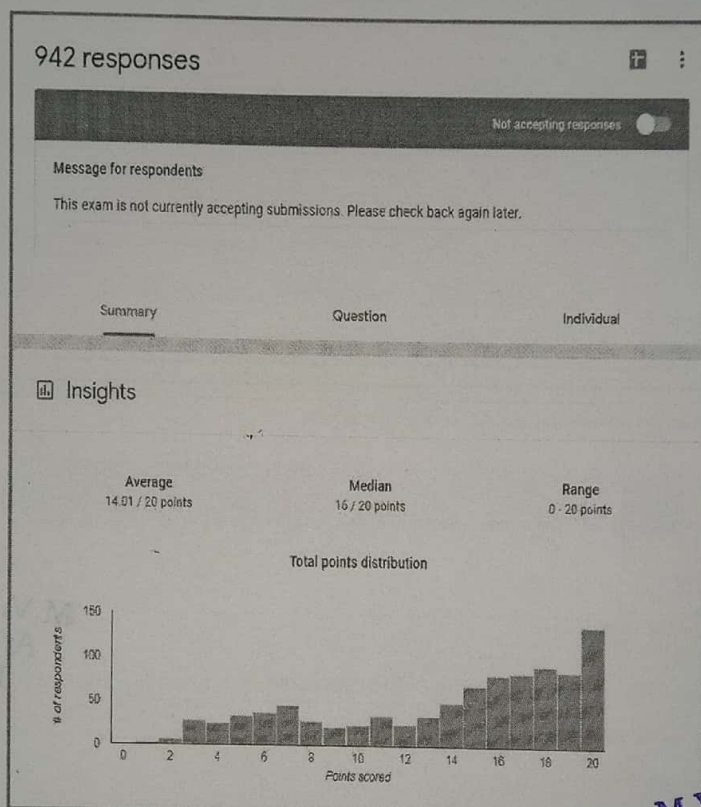 942 responses
Not accepting responses
Message for respondents
This exam is not currently accepting submissions. Please check back again later.
Summary Question Individual
Insights
Average Median Range
14.01 / 20 points 16 / 20 points 0 - 20 points
Total points distribution
# of respondents
150
100
50
0
0 2 4 6 8 10 12 14 16 18 20
Points scored